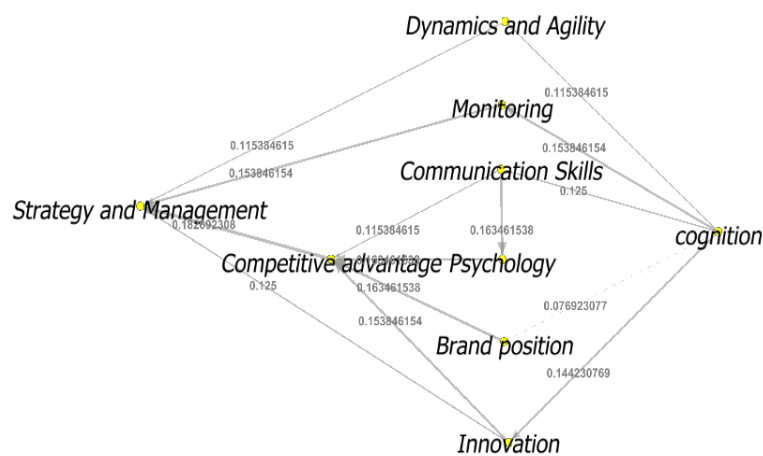 Dynamics and Agility
0.115384615
Monitoring
0.115384615
0.153846154
0.153846154
Communication Skills
0.125
Strategy and Management
0.182692308
0.115384615
0.163461538
cognition
Competitive advantage Psychology
0.125
0.163461538
0.076923077
0.153846154
Brand position
0.144230769
Innovation